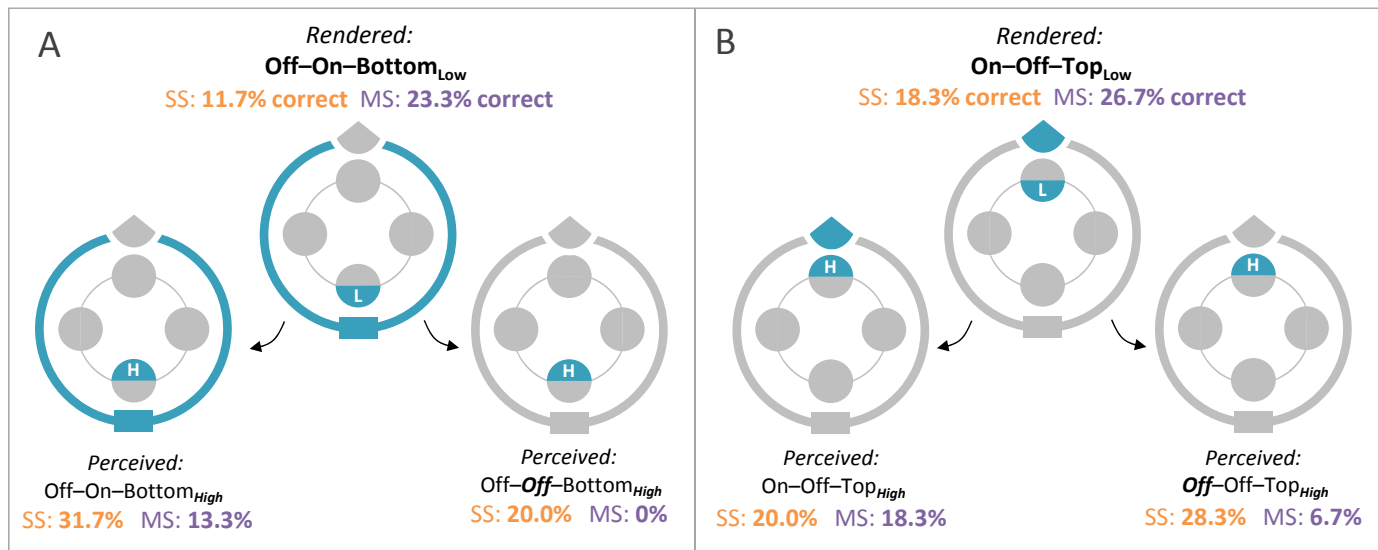 A
Rendered:
Off–On–BottomLow
SS: 11.7% correct MS: 23.3% correct
L
H
H
Perceived:
Off–On–BottomHigh
SS: 31.7% MS: 13.3%
Perceived:
Off–Off–BottomHigh
SS: 20.0% MS: 0%
B
Rendered:
On–Off–TopLow
SS: 18.3% correct MS: 26.7% correct
L
H
H
Perceived:
On–Off–TopHigh
SS: 20.0% MS: 18.3%
Perceived:
Off–Off–TopHigh
SS: 28.3% MS: 6.7%